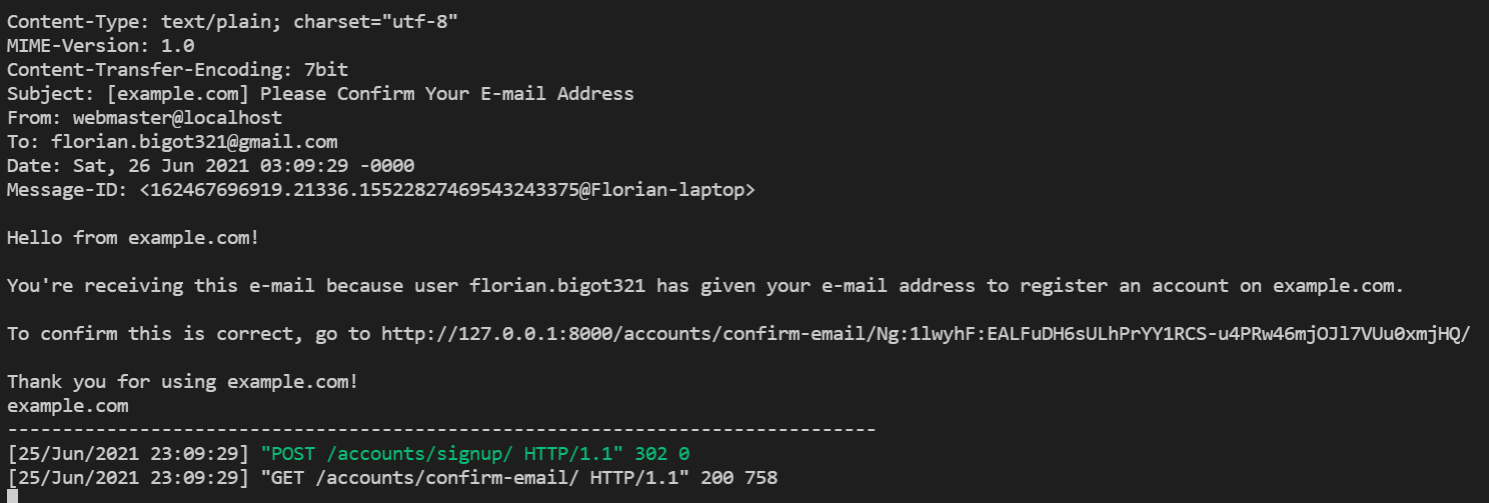 Content-Type: text/plain; charset="utf-8"
MIME-Version: 1.0
Content-Transfer-Encoding: 7bit
Subject: [example.com] Please Confirm Your E-mail Address
From: webmaster@localhost
To: florian.bigot321@gmail.com
Date: Sat, 26 Jun 2021 03:09:29 -0000
Message-ID: <162467696919.21336.15522827469543243375@Florian-laptop>
Hello from example.com!
You're receiving this e-mail because user florian.bigot321 has given your e-mail address to register an account on example.com.
To confirm this is correct, go to http://127.0.0.1:8000/accounts/confirm-email/Ng:1lwyhF:EALFuDH6sULhPrYY1RCS-u4PRw46mjOJl7VUu0xmjHQ/
Thank you for using example.com!
example.com
-------------------------------------------------------------------------------
[25/Jun/2021 23:09:29] "POST /accounts/signup/ HTTP/1.1" 302 0
[25/Jun/2021 23:09:29] "GET /accounts/confirm-email/ HTTP/1.1" 200 758